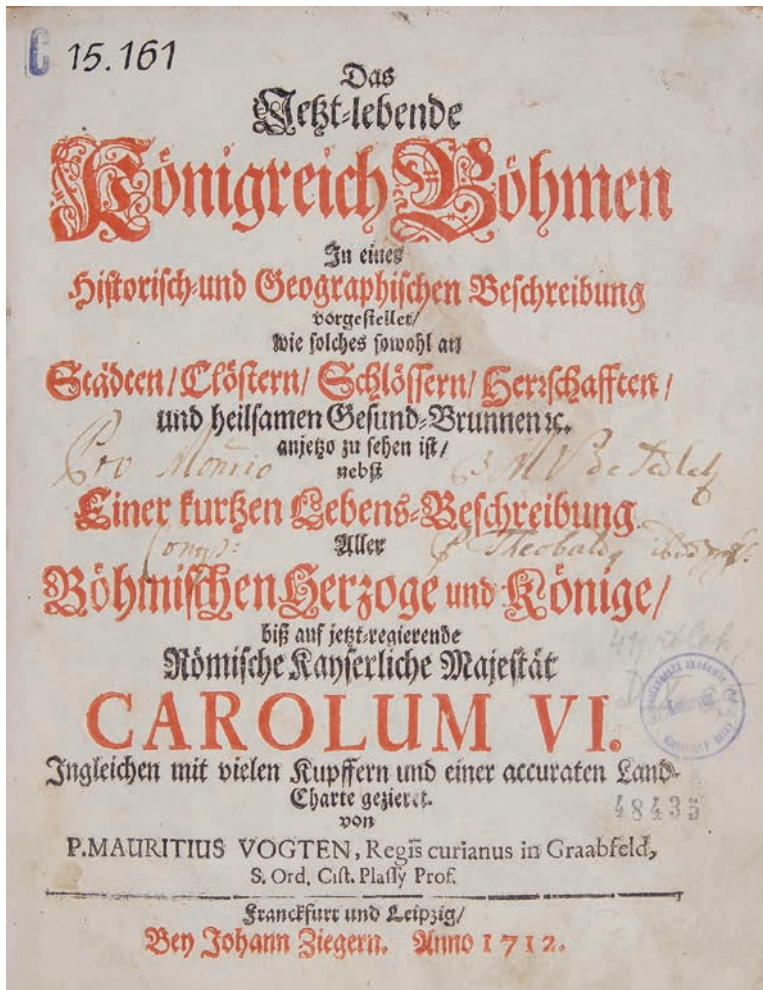 C 15.161
Das
Jetzt-lebende
Königreich Böhmen
In einer
Historisch-und Geographischen Beschreibung
vorgestellet/
wie solches sowohl an
Städten/ Clöstern/ Schlössern/ Herrschafften/
und heilsamen Gesund-Brunnen ꝛc.
anjetzo zu sehen ist/
nebst
Einer kurtzen Lebens-Beschreibung
Aller
Böhmischen Herzoge und Könige/
biß auf jetzt-regierende
Römische Kayserliche Majestät
CAROLUM VI.
Ingleichen mit vielen Kupffern und einer accuraten Land-
Charte gezieret.
48435
von
P. MAURITIUS VOGTEN, Regis curianus in Graabfeld,
S. Ord. Cist. Plassy Prof.
Franckfurt und Leipzig/
Bey Johann Ziegern. Anno 1712.